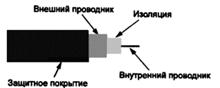 Внешний проводник
Изоляция
Внутренний проводник
Защитное покрытие